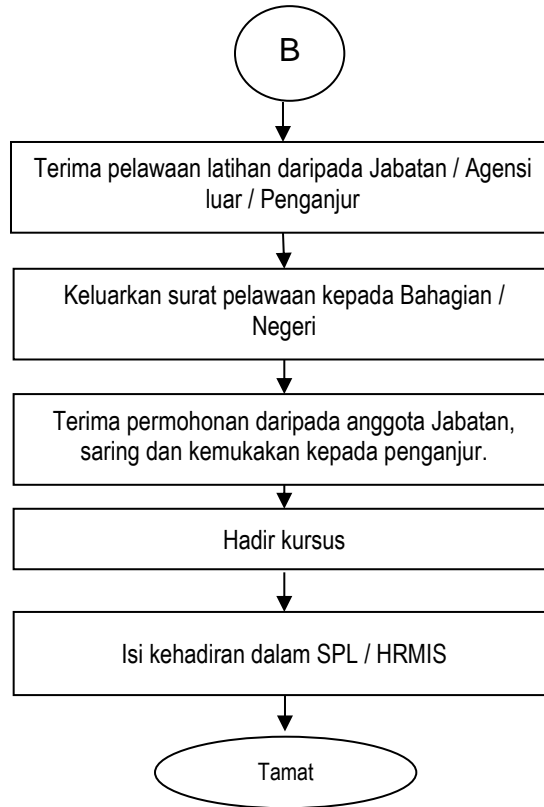 B
Terima pelawaan latihan daripada Jabatan / Agensi
luar / Penganjur
Keluarkan surat pelawaan kepada Bahagian /
Negeri
Terima permohonan daripada anggota Jabatan,
saring dan kemukakan kepada penganjur.
Hadir kursus
Isi kehadiran dalam SPL / HRMIS
Tamat